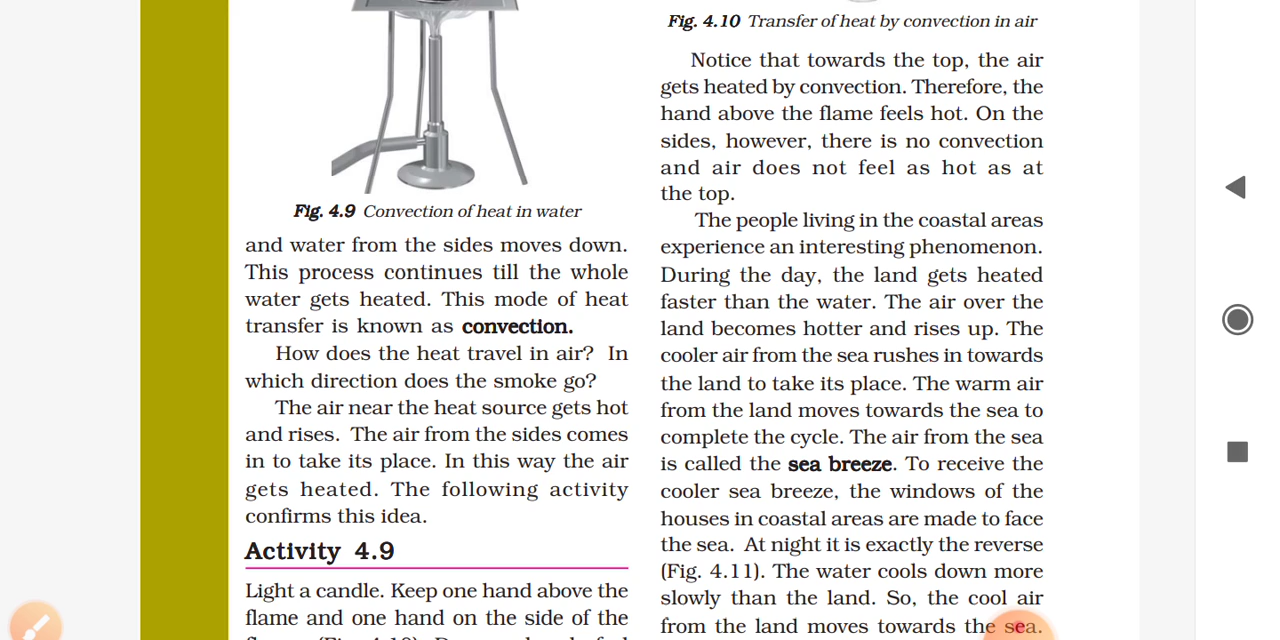 Fig. 4.9 Convection of heat in water
and water from the sides moves down.
This process continues till the whole
water gets heated. This mode of heat
transfer is known as convection.
How does the heat travel in air? In
which direction does the smoke go?
The air near the heat source gets hot
and rises. The air from the sides comes
in to take its place. In this way the air
gets heated. The following activity
confirms this idea.
Activity 4.9
Light a candle. Keep one hand above the
flame and one hand on the side of the
Fig. 4.10 Transfer of heat by convection in air
Notice that towards the top, the air
gets heated by convection. Therefore, the
hand above the flame feels hot. On the
sides, however, there is no convection
and air does not feel as hot as at
the top.
The people living in the coastal areas
experience an interesting phenomenon.
During the day, the land gets heated
faster than the water. The air over the
land becomes hotter and rises up. The
cooler air from the sea rushes in towards
the land to take its place. The warm air
from the land moves towards the sea to
complete the cycle. The air from the sea
is called the sea breeze. To receive the
cooler sea breeze, the windows of the
houses in coastal areas are made to face
the sea. At night it is exactly the reverse
(Fig. 4.11). The water cools down more
slowly than the land. So, the cool air
from the land moves towards the sea.